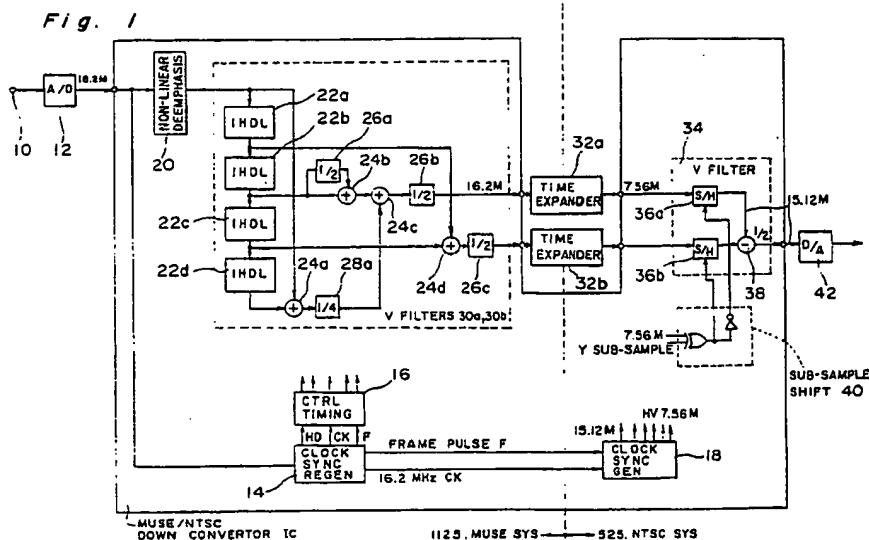 Fig. 1
A/D
16.2M
10
12
NON-LINEAR
DEEMPHASIS
20
1HDL
22a
1HDL
22b
1HDL
22c
1HDL
22d
26a
1/2
24b
26b
1/2
24c
16.2M
24a
28a
1/4
24d
1/2
26c
V FILTERS 30a,30b
32a
TIME
EXPANDER
7.56M
TIME
EXPANDER
32b
34
V FILTER
S/H
36a
15.12M
S/H
36b
1/2
38
D/A
42
7.56M
Y SUB-SAMPLE
SUB-SAMPLE
SHIFT 40
16
CTRL
TIMING
HD CK F
CLOCK
SYNC
REGEN
14
FRAME PULSE F
16.2 MHz CK
HV 7.56M
15.12M
CLOCK
SYNC
GEN
18
MUSE/NTSC
DOWN CONVERTOR IC
1125, MUSE SYS
525, NTSC SYS